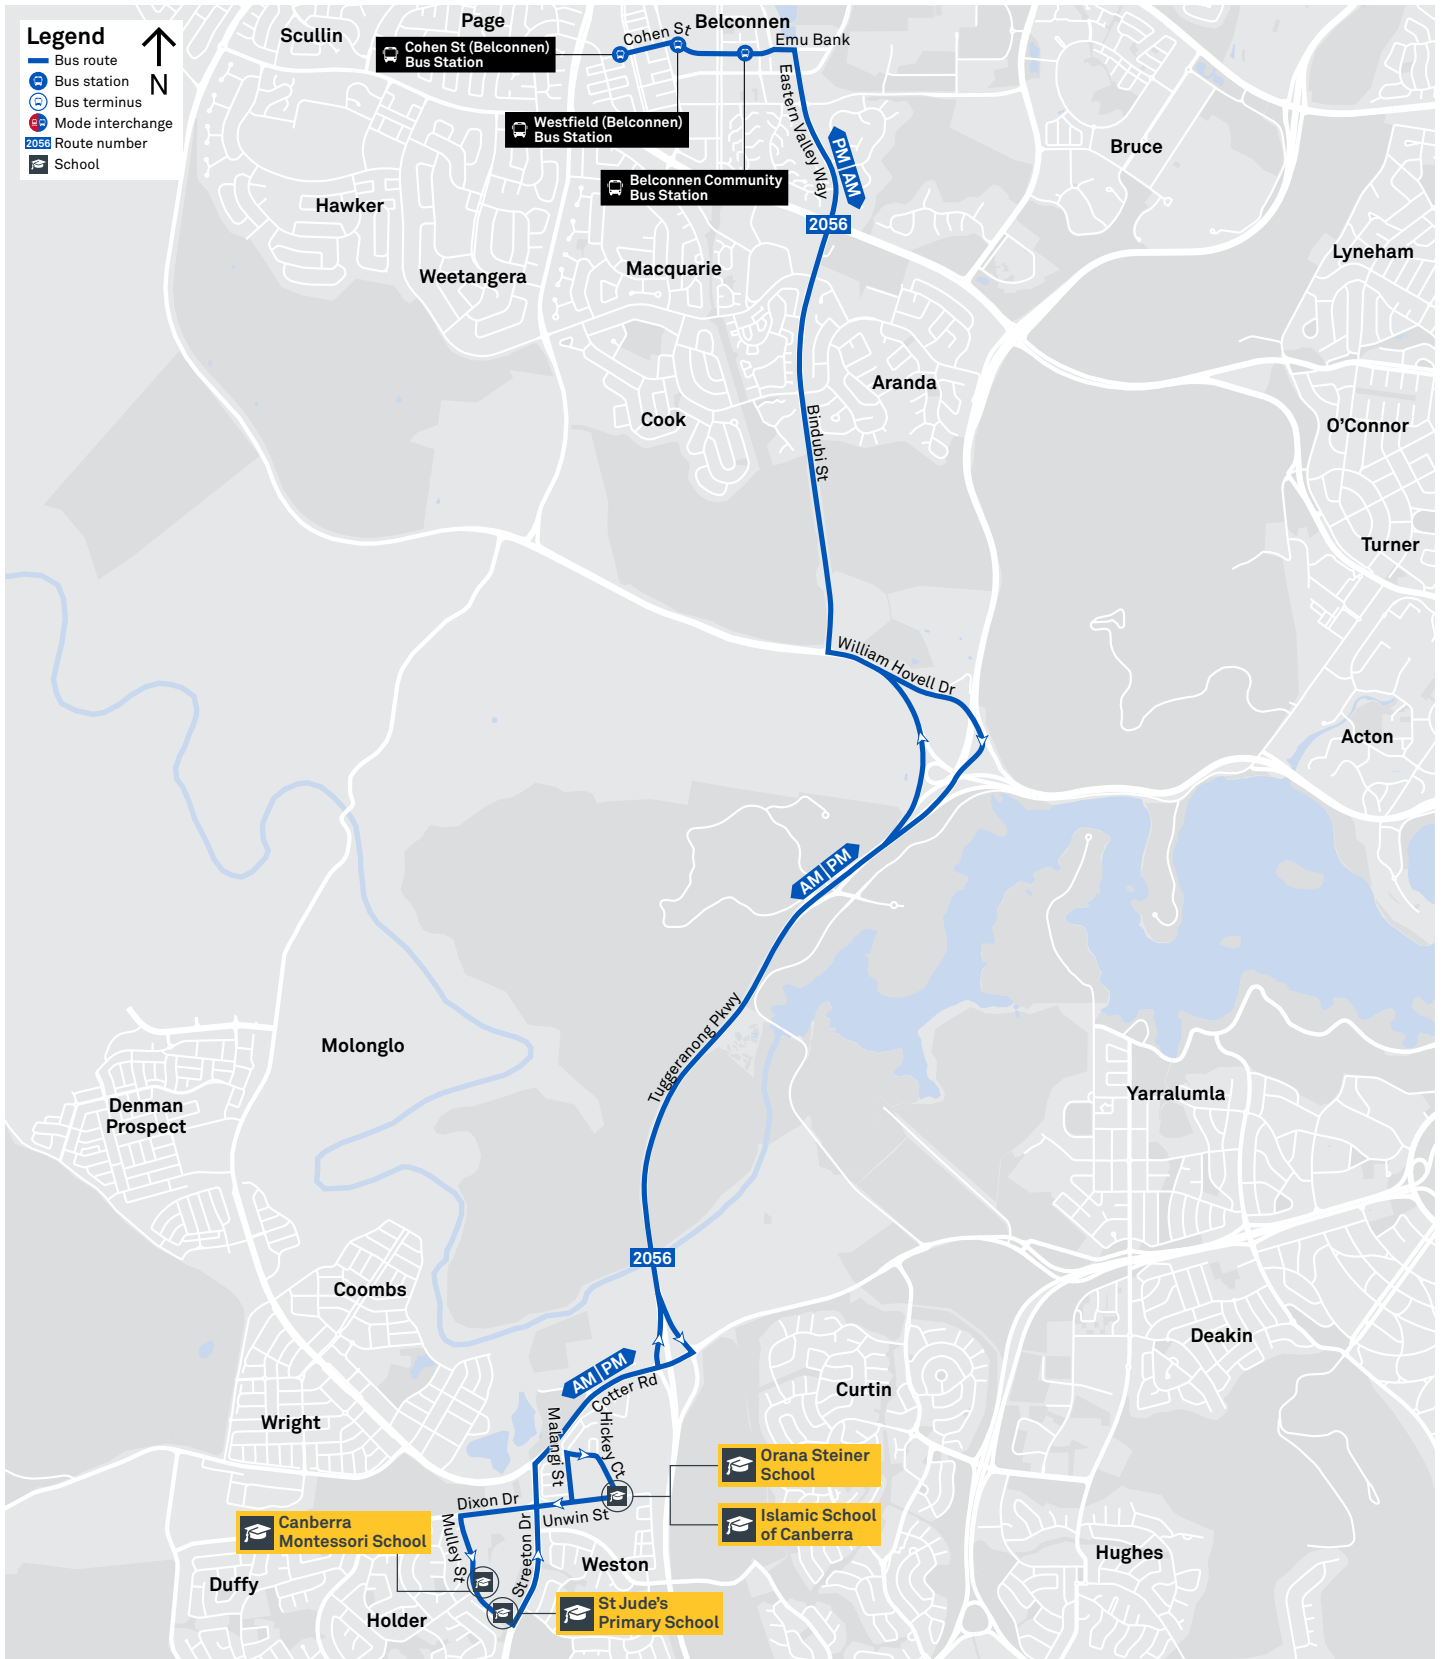 Legend
N
Bus route
Bus station
Bus terminus
Mode interchange
2056 Route number
School
Scullin
Page
Belconnen
Cohen St (Belconnen)
Bus Station
Cohen St
Emu Bank
Westfield (Belconnen)
Bus Station
Belconnen Community
Bus Station
Eastern Valley Way
PM AM
2056
Bruce
Hawker
Weetangera
Macquarie
Lyneham
Aranda
Cook
Bindubi St
O'Connor
Turner
William Hovell Dr
Acton
AM PM
Tuggeranong Pkwy
Molonglo
Denman
Prospect
Yarralumla
2056
Coombs
Deakin
AM PM
Cotter Rd
Curtin
Wright
Malangi St
Hickey Ct
Orana Steiner
School
Islamic School
of Canberra
Dixon Dr
Unwin St
Canberra
Montessori School
Mulley St
Streeton Dr
Weston
Hughes
Duffy
Holder
St Jude's
Primary School